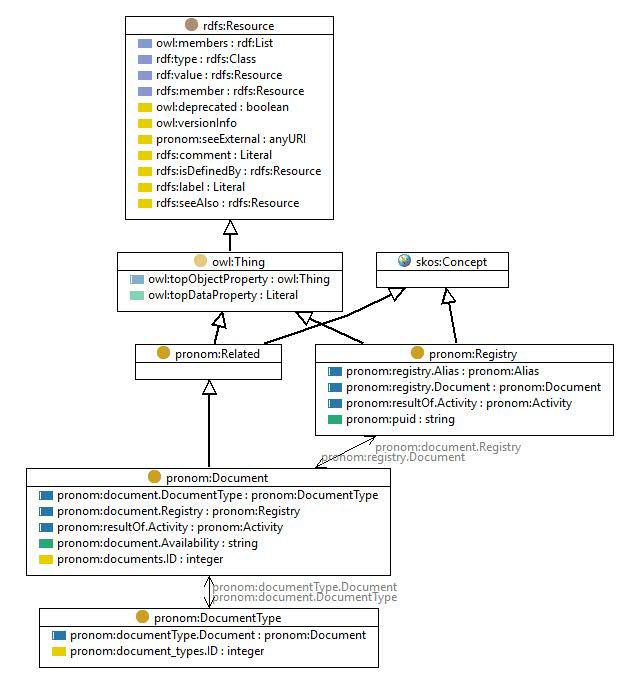 rdfs:Resource
owl:members : rdf:List
rdf:type : rdfs:Class
rdf:value : rdfs:Resource
rdfs:member : rdfs:Resource
owl:deprecated : boolean
owl:versionInfo
pronom:seeExternal : anyURI
rdfs:comment : Literal
rdfs:isDefinedBy : rdfs:Resource
rdfs:label : Literal
rdfs:seeAlso : rdfs:Resource
owl:Thing
owl:topObjectProperty : owl:Thing
owl:topDataProperty : Literal
skos:Concept
pronom:Related
pronom:Registry
pronom:registry.Alias : pronom:Alias
pronom:registry.Document : pronom:Document
pronom:resultOf.Activity : pronom:Activity
pronom:puid : string
pronom:document.Registry
pronom:registry.Document
pronom:Document
pronom:document.DocumentType : pronom:DocumentType
pronom:document.Registry : pronom:Registry
pronom:resultOf.Activity : pronom:Activity
pronom:document.Availability : string
pronom:documents.ID : integer
pronom:documentType.Document
pronom:document.DocumentType
pronom:DocumentType
pronom:documentType.Document : pronom:Document
pronom:document_types.ID : integer